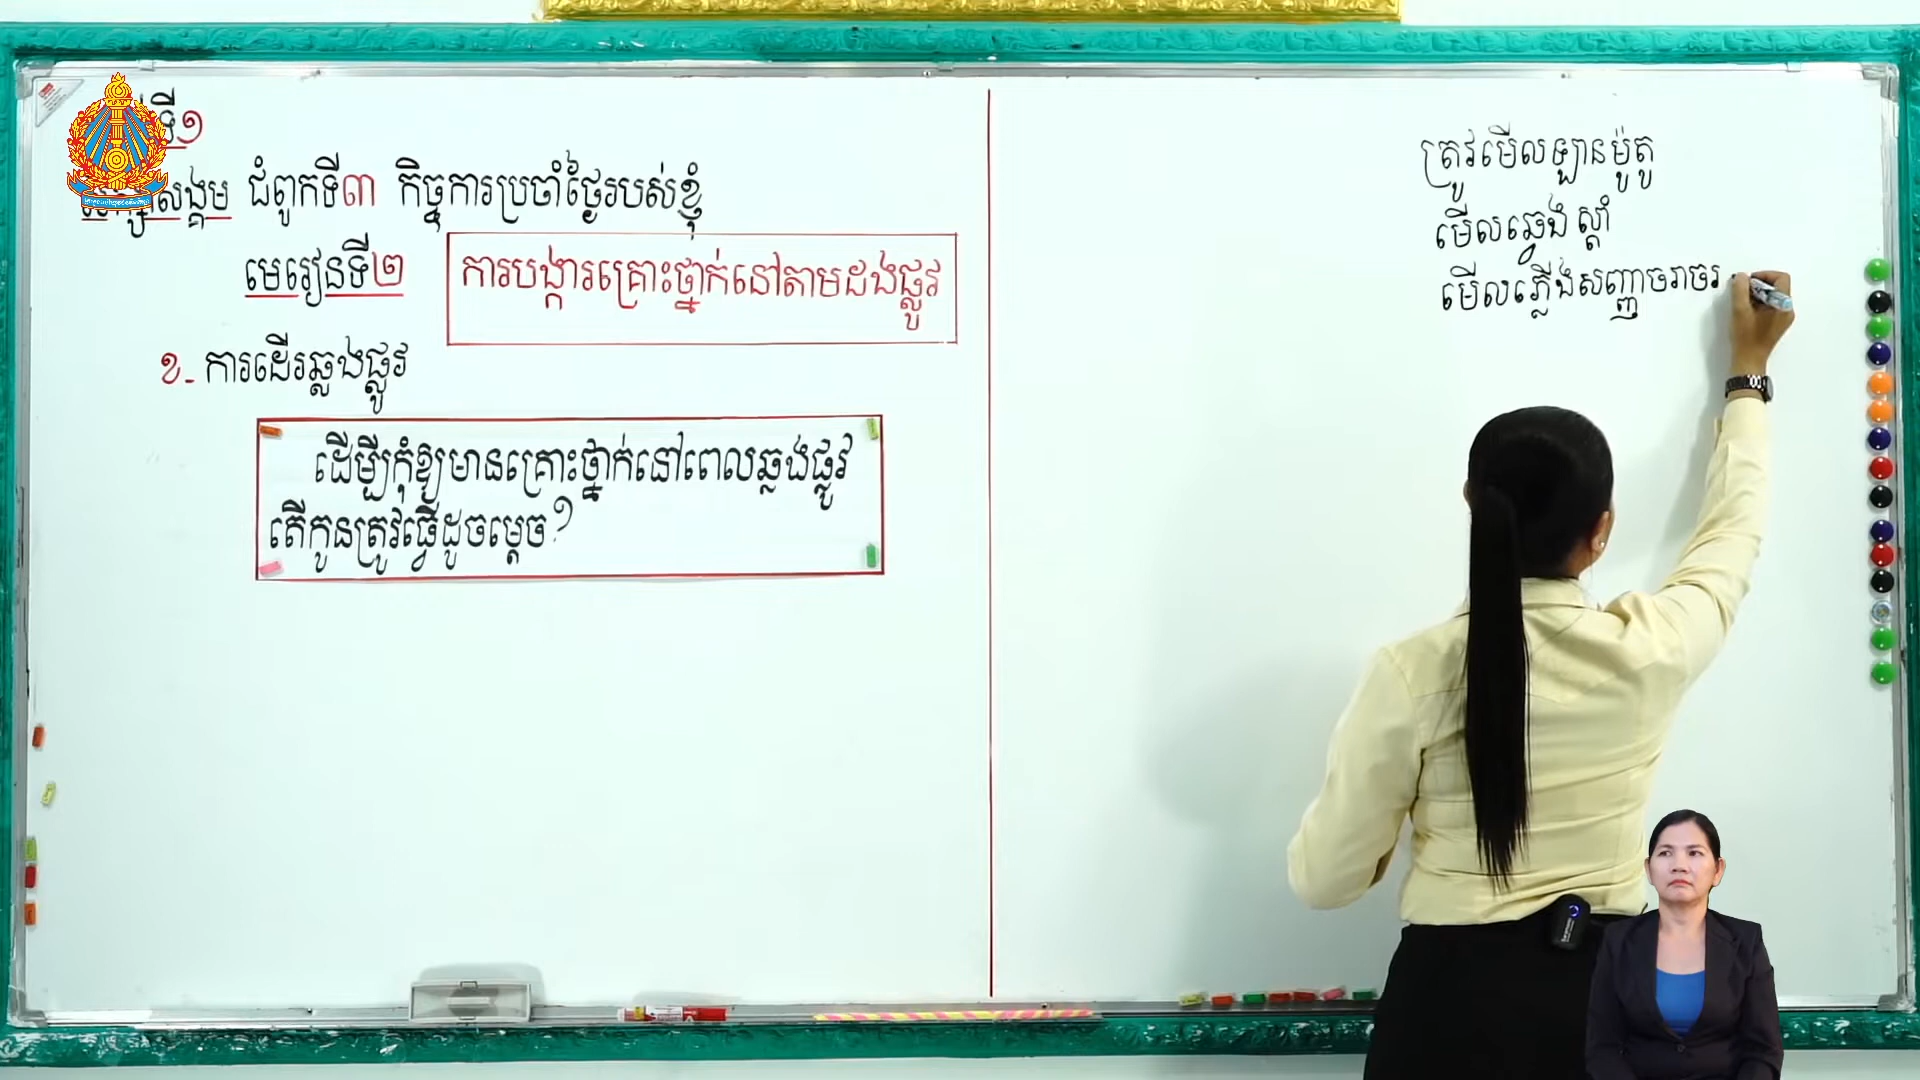 ទី១
សង្គម ជំពូកទី៣ កិច្ចការប្រចាំថ្ងៃរបស់ខ្ញុំ
មេរៀនទី២ ការបង្ការគ្រោះថ្នាក់នៅតាមដងផ្លូវ
ខ- ការដើរឆ្លងផ្លូវ
ដើម្បីកុំឱ្យមានគ្រោះថ្នាក់នៅពេលឆ្លងផ្លូវ
តើកូនត្រូវធ្វើដូចម្តេច?
ត្រូវមើលឡានម៉ូតូ
មើលឆ្វេង ស្តាំ
មើលភ្លើងសញ្ញាចរាចរ